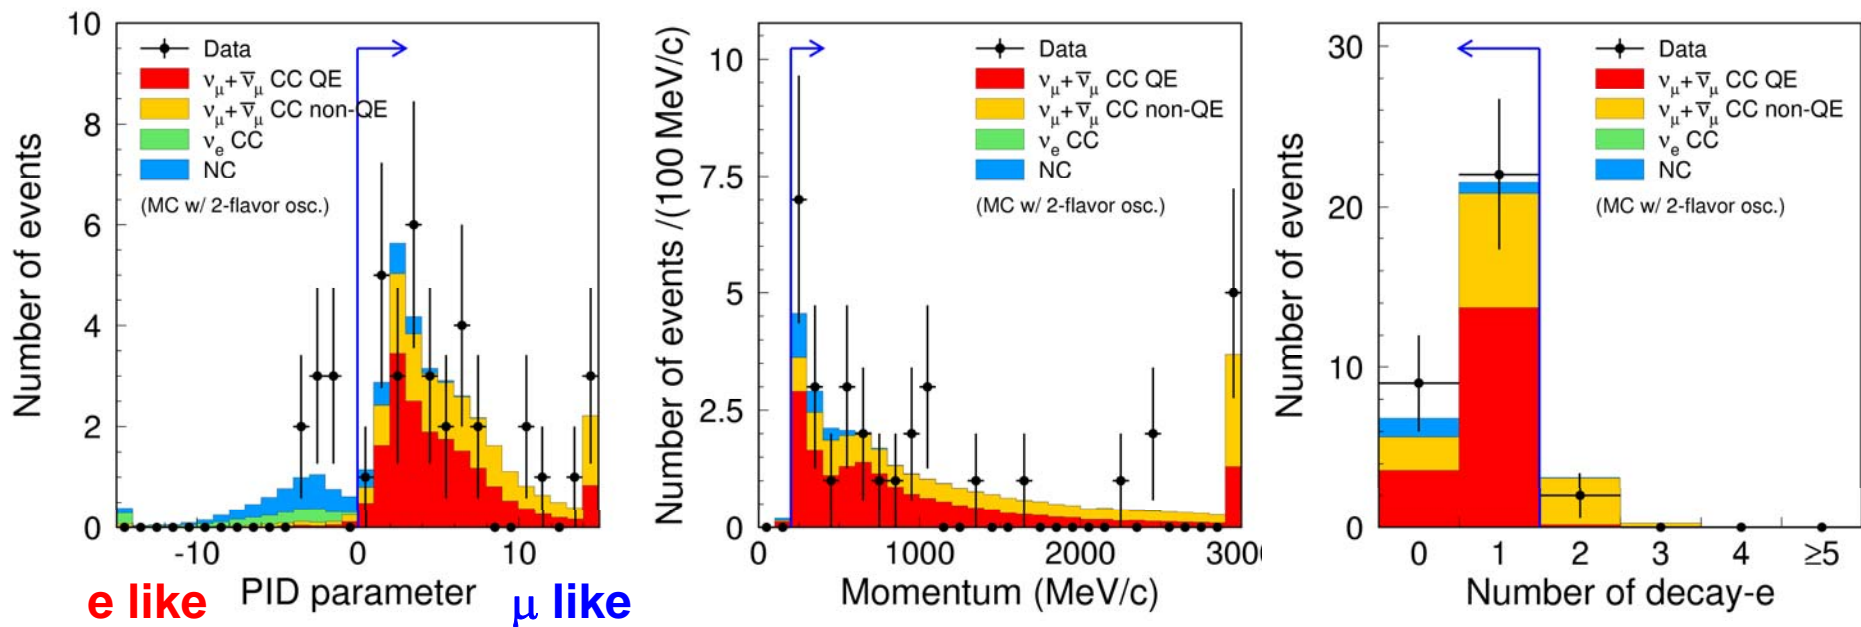 Number of events
10
8
6
4
2
0
Data
ν_μ+ν̅_μ CC QE
ν_μ+ν̅_μ CC non-QE
ν_e CC
NC
(MC w/ 2-flavor osc.)
-10 0 10
PID parameter
e like
μ like
Number of events /(100 MeV/c)
10
7.5
5
2.5
0
Data
ν_μ+ν̅_μ CC QE
ν_μ+ν̅_μ CC non-QE
ν_e CC
NC
(MC w/ 2-flavor osc.)
0 1000 2000 3000
Momentum (MeV/c)
Number of events
30
20
10
0
Data
ν_μ+ν̅_μ CC QE
ν_μ+ν̅_μ CC non-QE
ν_e CC
NC
(MC w/ 2-flavor osc.)
0 1 2 3 4 ≥5
Number of decay-e